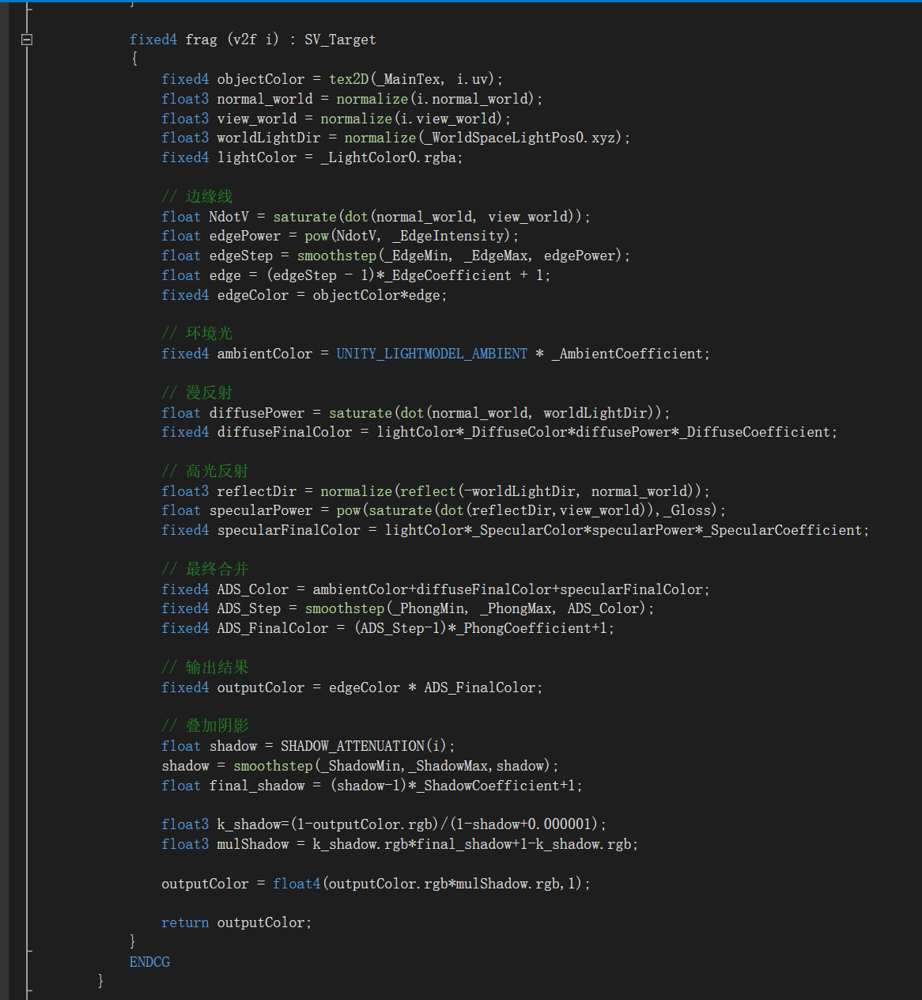 }
fixed4 frag (v2f i) : SV_Target
{
fixed4 objectColor = tex2D(_MainTex, i.uv);
float3 normal_world = normalize(i.normal_world);
float3 view_world = normalize(i.view_world);
float3 worldLightDir = normalize(_WorldSpaceLightPos0.xyz);
fixed4 lightColor = _LightColor0.rgba;
// 边缘线
float NdotV = saturate(dot(normal_world, view_world));
float edgePower = pow(NdotV, _EdgeIntensity);
float edgeStep = smoothstep(_EdgeMin, _EdgeMax, edgePower);
float edge = (edgeStep - 1)*_EdgeCoefficient + 1;
fixed4 edgeColor = objectColor*edge;
// 环境光
fixed4 ambientColor = UNITY_LIGHTMODEL_AMBIENT * _AmbientCoefficient;
// 漫反射
float diffusePower = saturate(dot(normal_world, worldLightDir));
fixed4 diffuseFinalColor = lightColor*_DiffuseColor*diffusePower*_DiffuseCoefficient;
// 高光反射
float3 reflectDir = normalize(reflect(-worldLightDir, normal_world));
float specularPower = pow(saturate(dot(reflectDir,view_world)),_Gloss);
fixed4 specularFinalColor = lightColor*_SpecularColor*specularPower*_SpecularCoefficient;
// 最终合并
fixed4 ADS_Color = ambientColor+diffuseFinalColor+specularFinalColor;
fixed4 ADS_Step = smoothstep(_PhongMin, _PhongMax, ADS_Color);
fixed4 ADS_FinalColor = (ADS_Step-1)*_PhongCoefficient+1;
// 输出结果
fixed4 outputColor = edgeColor * ADS_FinalColor;
// 叠加阴影
float shadow = SHADOW_ATTENUATION(i);
shadow = smoothstep(_ShadowMin,_ShadowMax,shadow);
float final_shadow = (shadow-1)*_ShadowCoefficient+1;
float3 k_shadow=(1-outputColor.rgb)/(1-shadow+0.000001);
float3 mulShadow = k_shadow.rgb*final_shadow+1-k_shadow.rgb;
outputColor = float4(outputColor.rgb*mulShadow.rgb,1);
return outputColor;
}
ENDCG
}